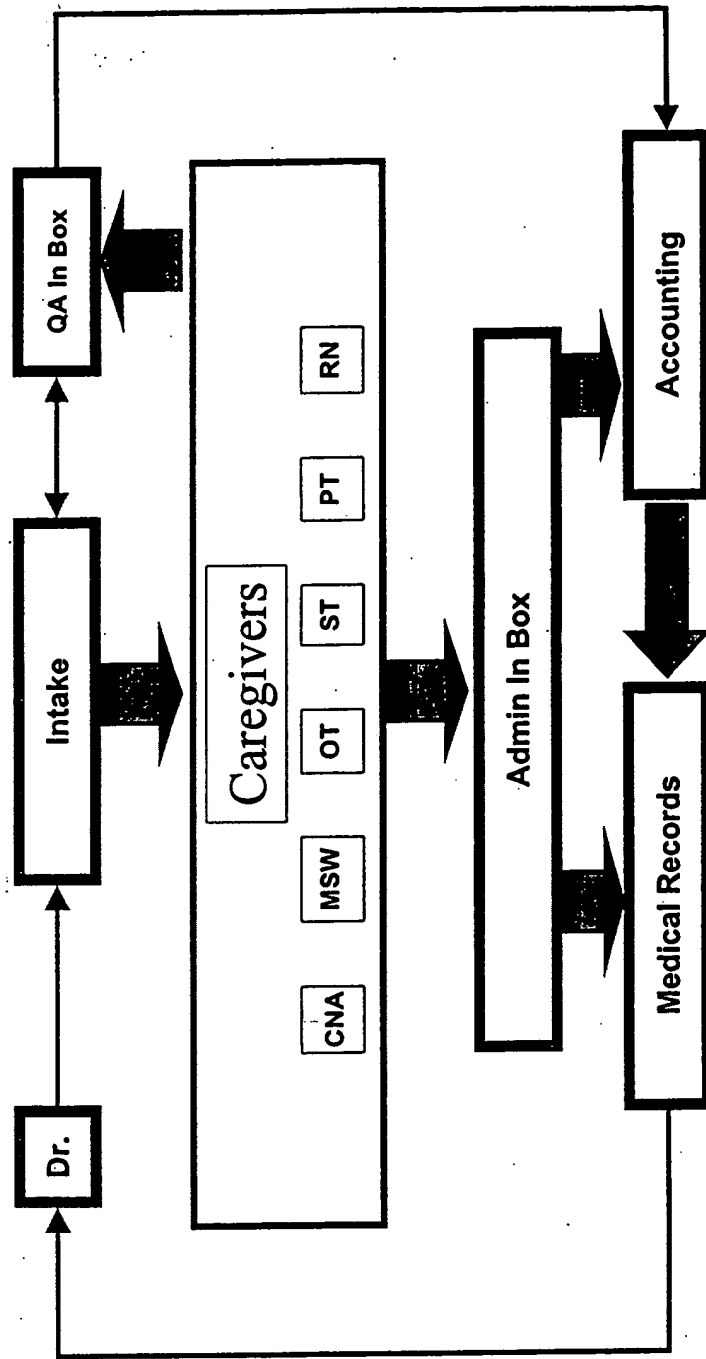 Dr.
Intake
QA In Box
Caregivers
CNA
MSW
OT
ST
PT
RN
Admin In Box
Medical Records
Accounting